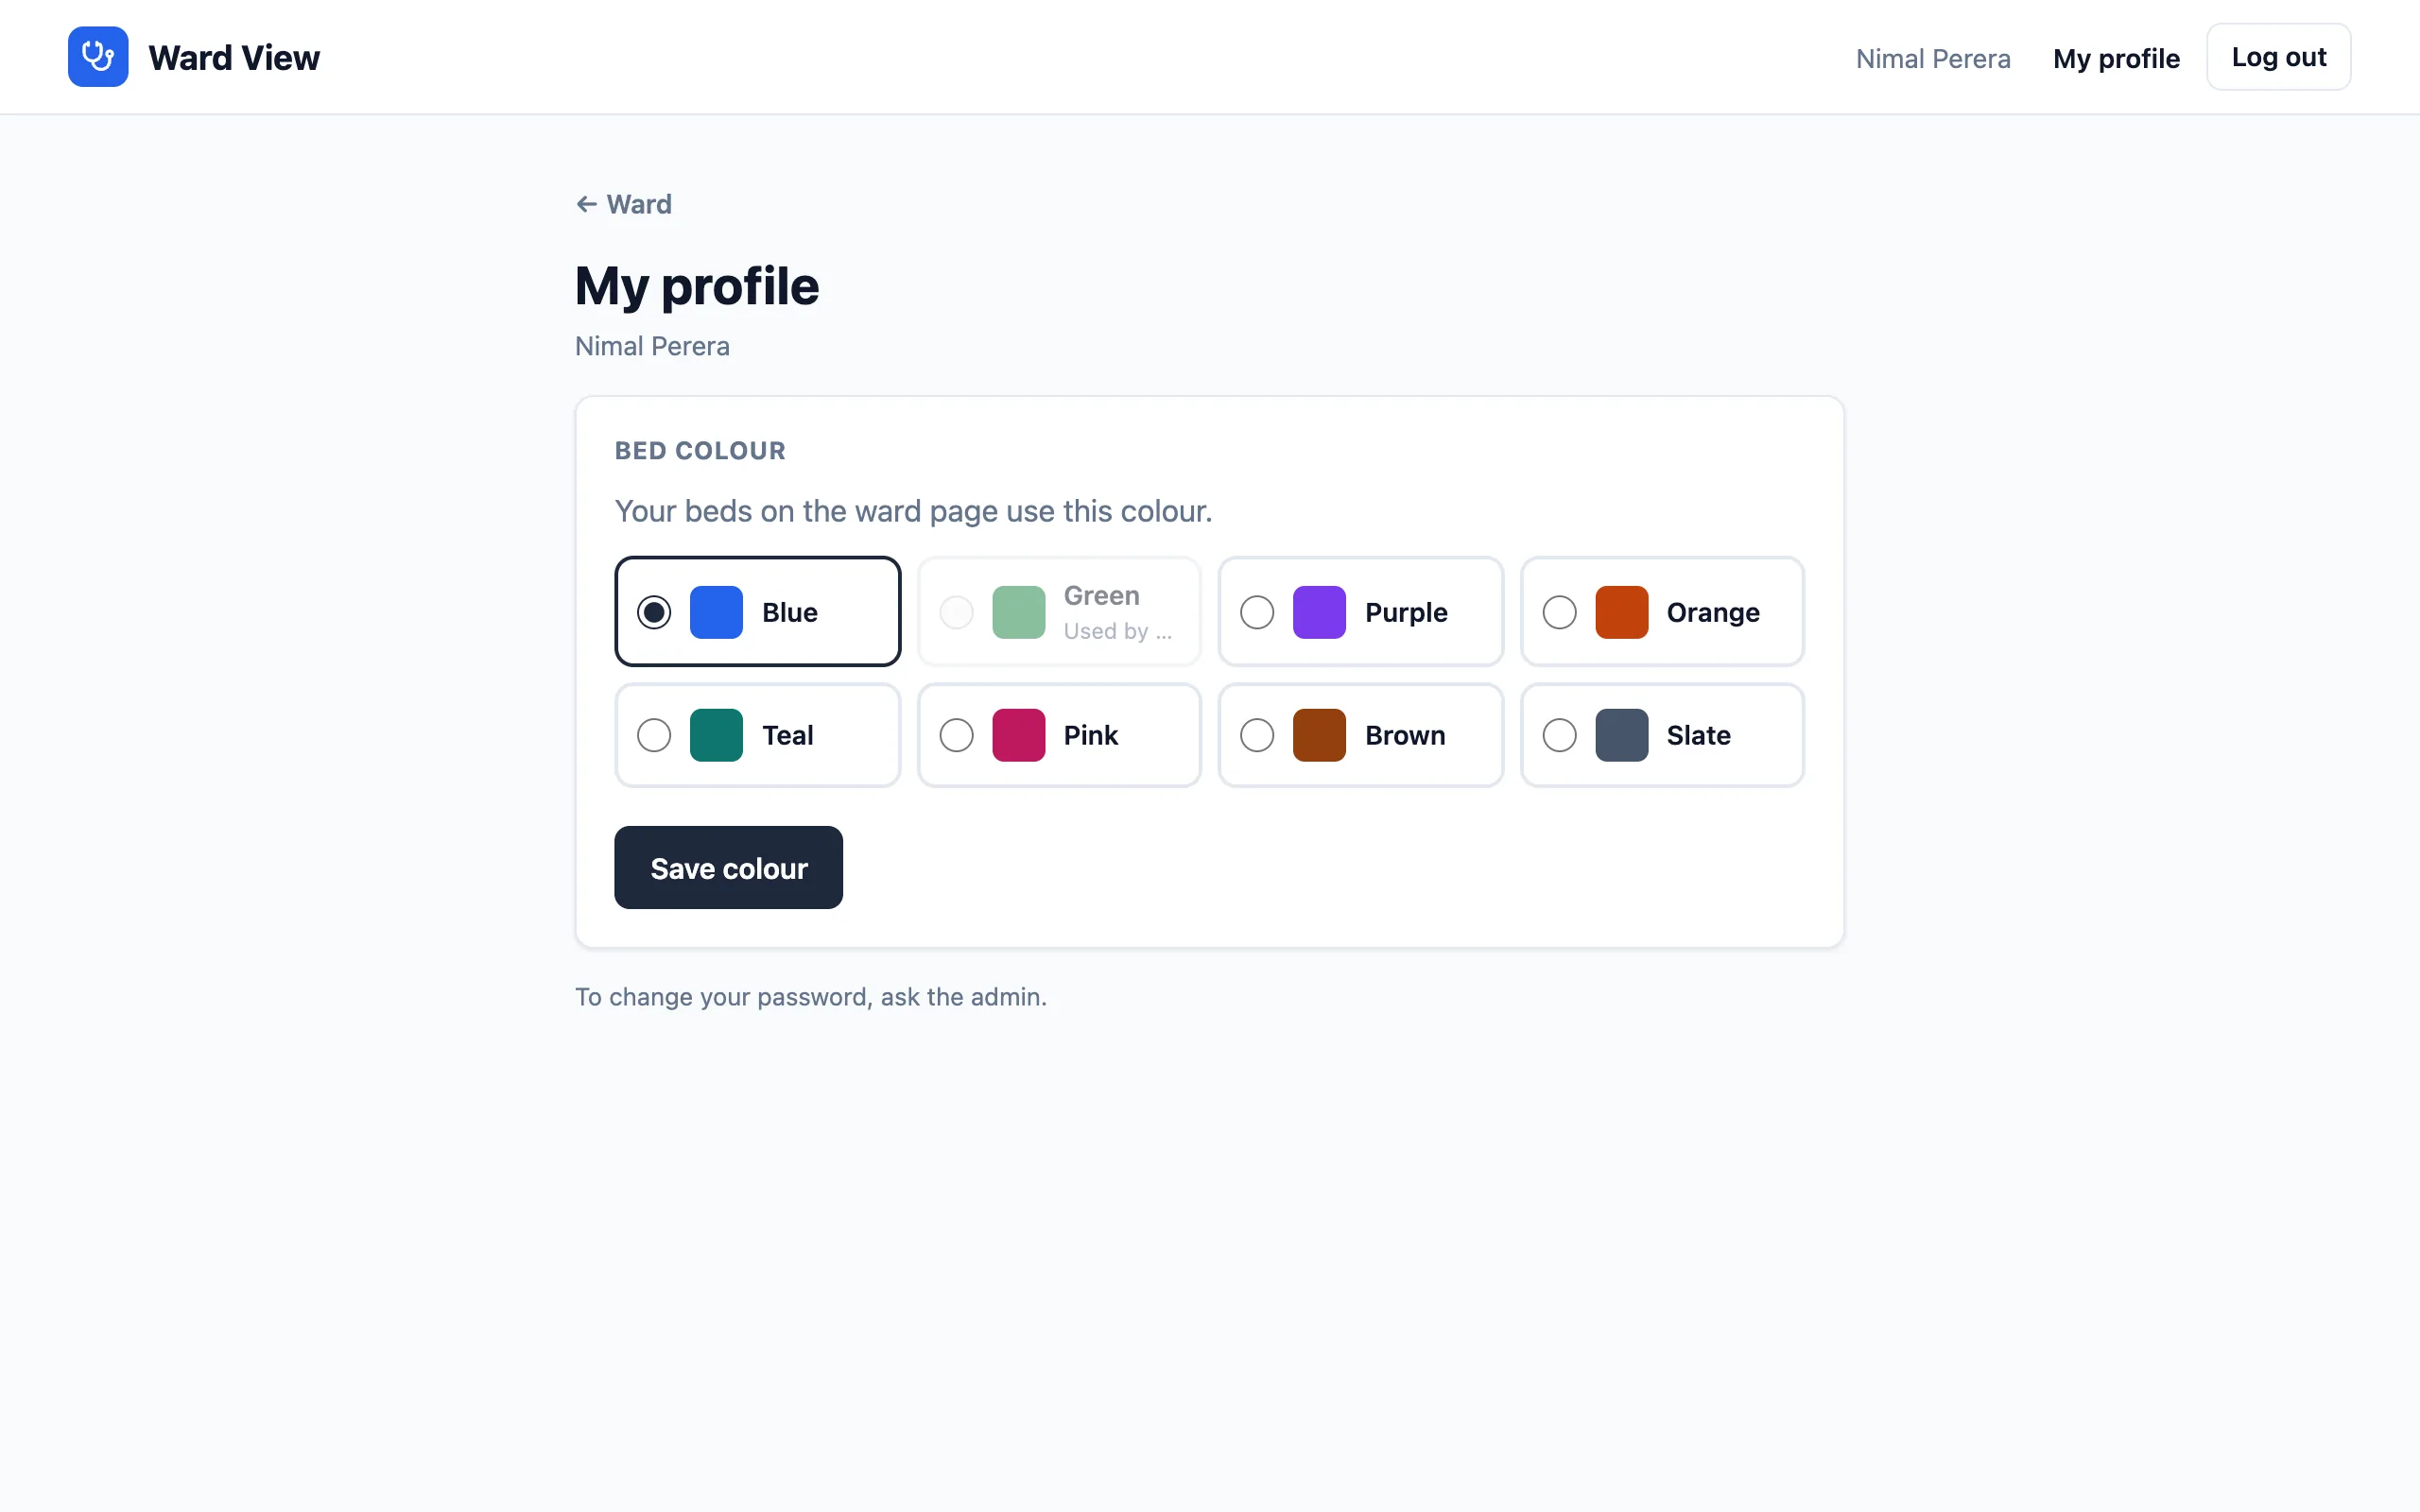 Ward View
Nimal Perera My profile Log out
← Ward
My profile
Nimal Perera
BED COLOUR
Your beds on the ward page use this colour.
Blue
Green
Used by ...
Purple
Orange
Teal
Pink
Brown
Slate
Save colour
To change your password, ask the admin.